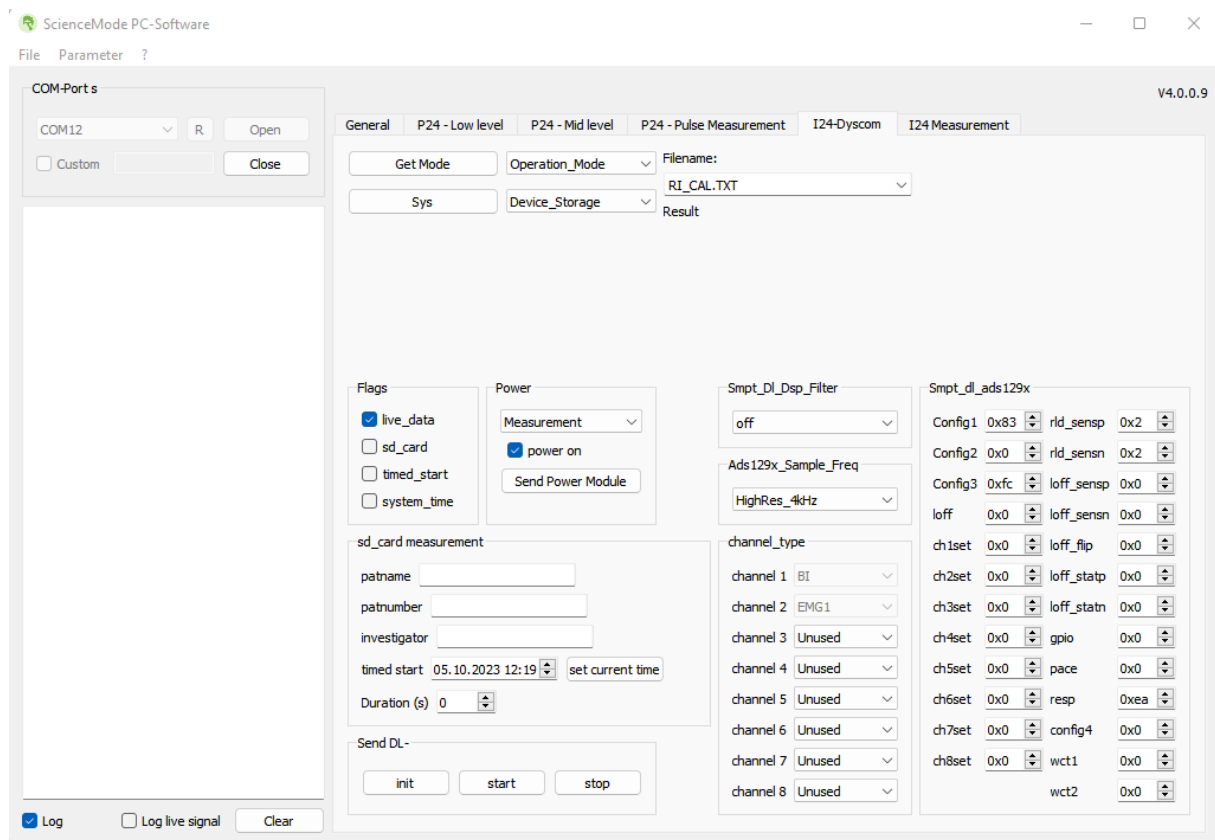 ScienceMode PC-Software
File Parameter ?
COM-Port s
COM12 R Open
Custom Close
V4.0.0.9
General P24 - Low level P24 - Mid level P24 - Pulse Measurement I24-Dyscom I24 Measurement
Get Mode Operation_Mode Filename:
RI_CAL.TXT
Sys Device_Storage Result
Flags
live_data
sd_card
timed_start
system_time
Power
Measurement
power on
Send Power Module
sd_card measurement
patname
patnumber
investigator
timed start 05.10.2023 12:19 set current time
Duration (s) 0
Send DL-
init start stop
Smpt_Dl_Dsp_Filter
off
Ads129x_Sample_Freq
HighRes_4kHz
channel_type
channel 1 BI
channel 2 EMG1
channel 3 Unused
channel 4 Unused
channel 5 Unused
channel 6 Unused
channel 7 Unused
channel 8 Unused
Smpt_dl_ads129x
Config1 0x83 rld_sensp 0x2
Config2 0x0 rld_sensn 0x2
Config3 0xfc loff_sensp 0x0
loff 0x0 loff_sensn 0x0
ch1set 0x0 loff_flip 0x0
ch2set 0x0 loff_statp 0x0
ch3set 0x0 loff_statn 0x0
ch4set 0x0 gpio 0x0
ch5set 0x0 pace 0x0
ch6set 0x0 resp 0xea
ch7set 0x0 config4 0x0
ch8set 0x0 wct1 0x0
wct2 0x0
Log Log live signal Clear